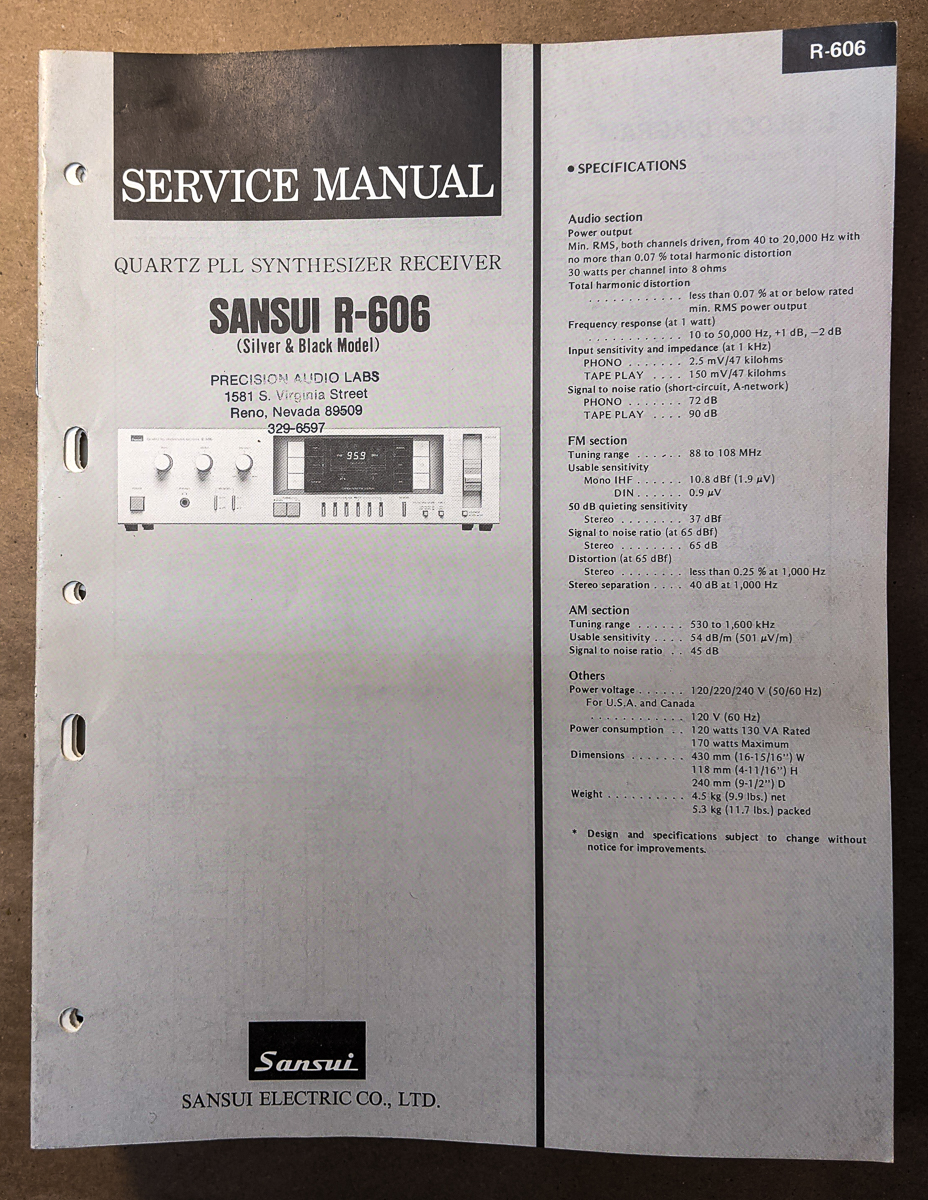 R-606
SERVICE MANUAL
QUARTZ PLL SYNTHESIZER RECEIVER
SANSUI R-606
(Silver & Black Model)
PRECISION AUDIO LABS
1581 S. Virginia Street
Reno, Nevada 89509
329-6597
95.9
Sansui
SANSUI ELECTRIC CO., LTD.
• SPECIFICATIONS
Audio section
Power output
Min. RMS, both channels driven, from 40 to 20,000 Hz with
no more than 0.07 % total harmonic distortion
30 watts per channel into 8 ohms
Total harmonic distortion
. . . . . . . . . . . . less than 0.07 % at or below rated
min. RMS power output
Frequency response (at 1 watt)
. . . . . . . . . . . . 10 to 50,000 Hz, +1 dB, −2 dB
Input sensitivity and impedance (at 1 kHz)
PHONO . . . . . . . 2.5 mV/47 kilohms
TAPE PLAY . . . . 150 mV/47 kilohms
Signal to noise ratio (short-circuit, A-network)
PHONO . . . . . . . 72 dB
TAPE PLAY . . . . 90 dB
FM section
Tuning range . . . . . . 88 to 108 MHz
Usable sensitivity
Mono IHF . . . . . . 10.8 dBf (1.9 μV)
DIN . . . . . . 0.9 μV
50 dB quieting sensitivity
Stereo . . . . . . . . 37 dBf
Signal to noise ratio (at 65 dBf)
Stereo . . . . . . . . 65 dB
Distortion (at 65 dBf)
Stereo . . . . . . . . less than 0.25 % at 1,000 Hz
Stereo separation . . . . 40 dB at 1,000 Hz
AM section
Tuning range . . . . . . 530 to 1,600 kHz
Usable sensitivity . . . . 54 dB/m (501 μV/m)
Signal to noise ratio . . 45 dB
Others
Power voltage . . . . . . 120/220/240 V (50/60 Hz)
For U.S.A. and Canada
. . . . . . . . . . . . 120 V (60 Hz)
Power consumption . . 120 watts 130 VA Rated
170 watts Maximum
Dimensions . . . . . . . 430 mm (16-15/16") W
118 mm (4-11/16") H
240 mm (9-1/2") D
Weight . . . . . . . . . . 4.5 kg (9.9 lbs.) net
5.3 kg (11.7 lbs.) packed
* Design and specifications subject to change without
notice for improvements.